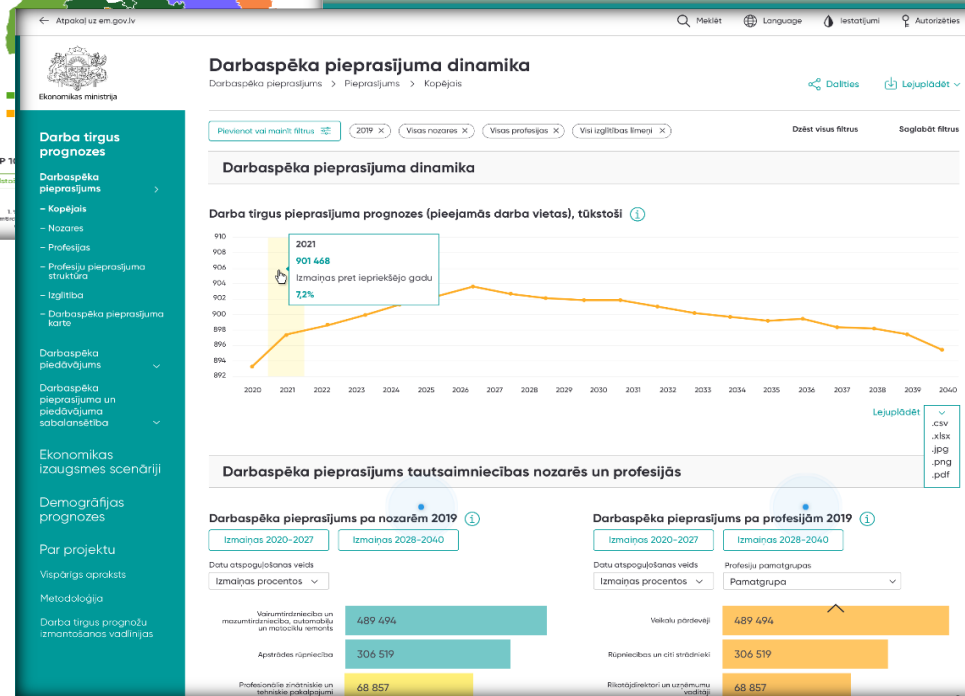 ← Atpakaļ uz em.gov.lv
Meklēt
Language
Iestatījumi
Autorizēties
Ekonomikas ministrija
Darbaspēka pieprasījuma dinamika
Darbaspēka pieprasījums > Pieprasījums > Kopējais
Dalīties
Lejuplādēt
Pievienot vai mainīt filtrus
2019 ×
Visas nozares ×
Visas profesijas ×
Visi izglītības līmeņi ×
Dzēst visus filtrus
Saglabāt filtrus
Darba tirgus
prognozes
Darbaspēka
pieprasījums
– Kopējais
– Nozares
– Profesijas
– Profesiju pieprasījuma
struktūra
– Izglītība
– Darbaspēka pieprasījuma
karte
Darbaspēka
piedāvājums
Darbaspēka
pieprasījuma un
piedāvājuma
sabalansētība
Ekonomikas
izaugsmes scenāriji
Demogrāfijas
prognozes
Par projektu
Vispārīgs apraksts
Metodoloģija
Darba tirgus prognožu
izmantošanas vadlīnijas
Darbaspēka pieprasījuma dinamika
Darba tirgus pieprasījuma prognozes (pieejamās darba vietas), tūkstoši
910
908
906
904
902
900
898
896
894
892
2021
901 468
Izmaiņas pret iepriekšējo gadu
7,2%
2020 2021 2022 2023 2024 2025 2026 2027 2028 2029 2030 2031 2032 2033 2034 2035 2036 2037 2038 2039 2040
Lejuplādēt
.csv
.xlsx
.jpg
.png
.pdf
Darbaspēka pieprasījums tautsaimniecības nozarēs un profesijās
Darbaspēka pieprasījums pa nozarēm 2019
Izmaiņas 2020-2027
Izmaiņas 2028-2040
Datu atspoguļošanas veids
Izmaiņas procentos
Vairumtirdzniecība un
mazumtirdzniecība, automobiļu
un motociklu remonts
489 494
Apstrādes rūpniecība
306 519
Profesionālie zinātniskie un
tehniskie pakalpojumi
68 857
Darbaspēka pieprasījums pa profesijām 2019
Izmaiņas 2020-2027
Izmaiņas 2028-2040
Datu atspoguļošanas veids
Izmaiņas procentos
Profesiju pamatgrupas
Pamatgrupa
Veikalu pārdevēji
489 494
Rūpniecības un citi strādnieki
306 519
Rīkotājdirektori un uzņēmumu
vadītāji
68 857